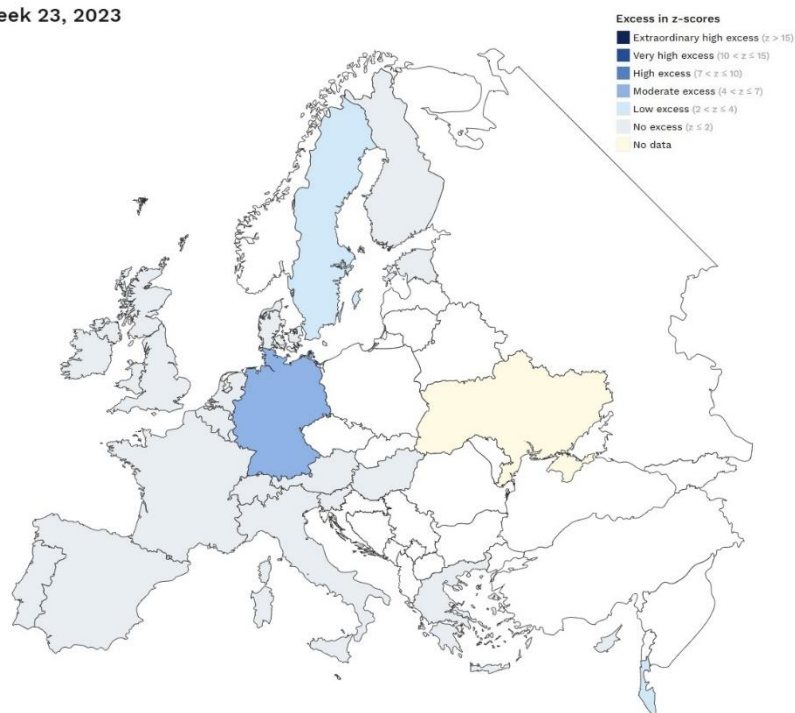 eek 23, 2023
Excess in z-scores
Extraordinary high excess (z > 15)
Very high excess (10 < z ≤ 15)
High excess (7 < z ≤ 10)
Moderate excess (4 < z ≤ 7)
Low excess (2 < z ≤ 4)
No excess (z ≤ 2)
No data